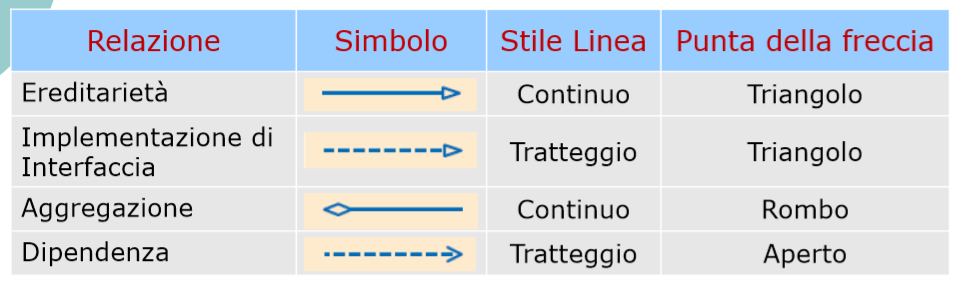 Relazione Simbolo Stile Linea Punta della freccia
Ereditarietà Continuo Triangolo
Implementazione di
Interfaccia Tratteggio Triangolo
Aggregazione Continuo Rombo
Dipendenza Tratteggio Aperto